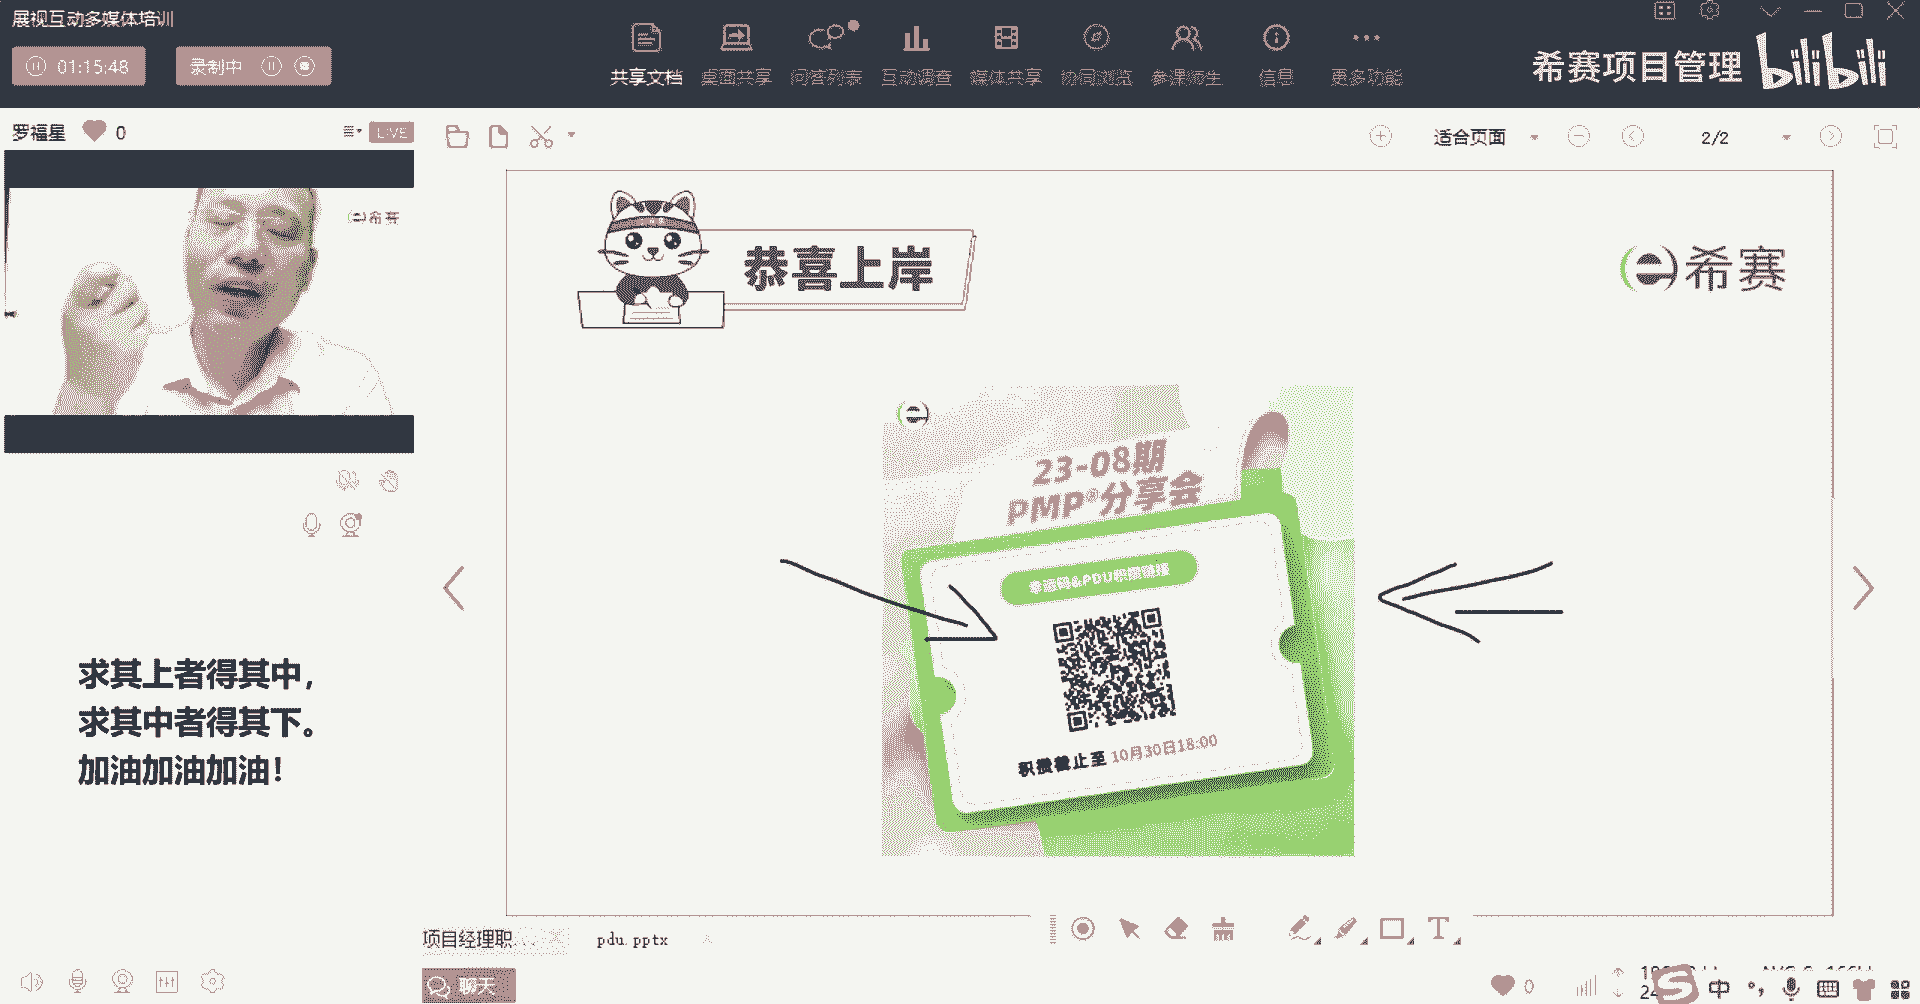 展视互动多媒体培训
01:15:48
录制中
共享文档
桌面共享
问答列表
互动调查
媒体共享
协同浏览
参课师生
信息
更多功能
希赛项目管理 bilibili
罗福星 0
LIVE
适合页面
2/2
希赛
恭喜上岸
希赛
23-08期
PMP®分享会
幸运码&PDU积攒链接
积攒截止至 10月30日18:00
求其上者得其中，
求其中者得其下。
加油加油加油！
项目经理职...
pdu.pptx
聊天
0
中